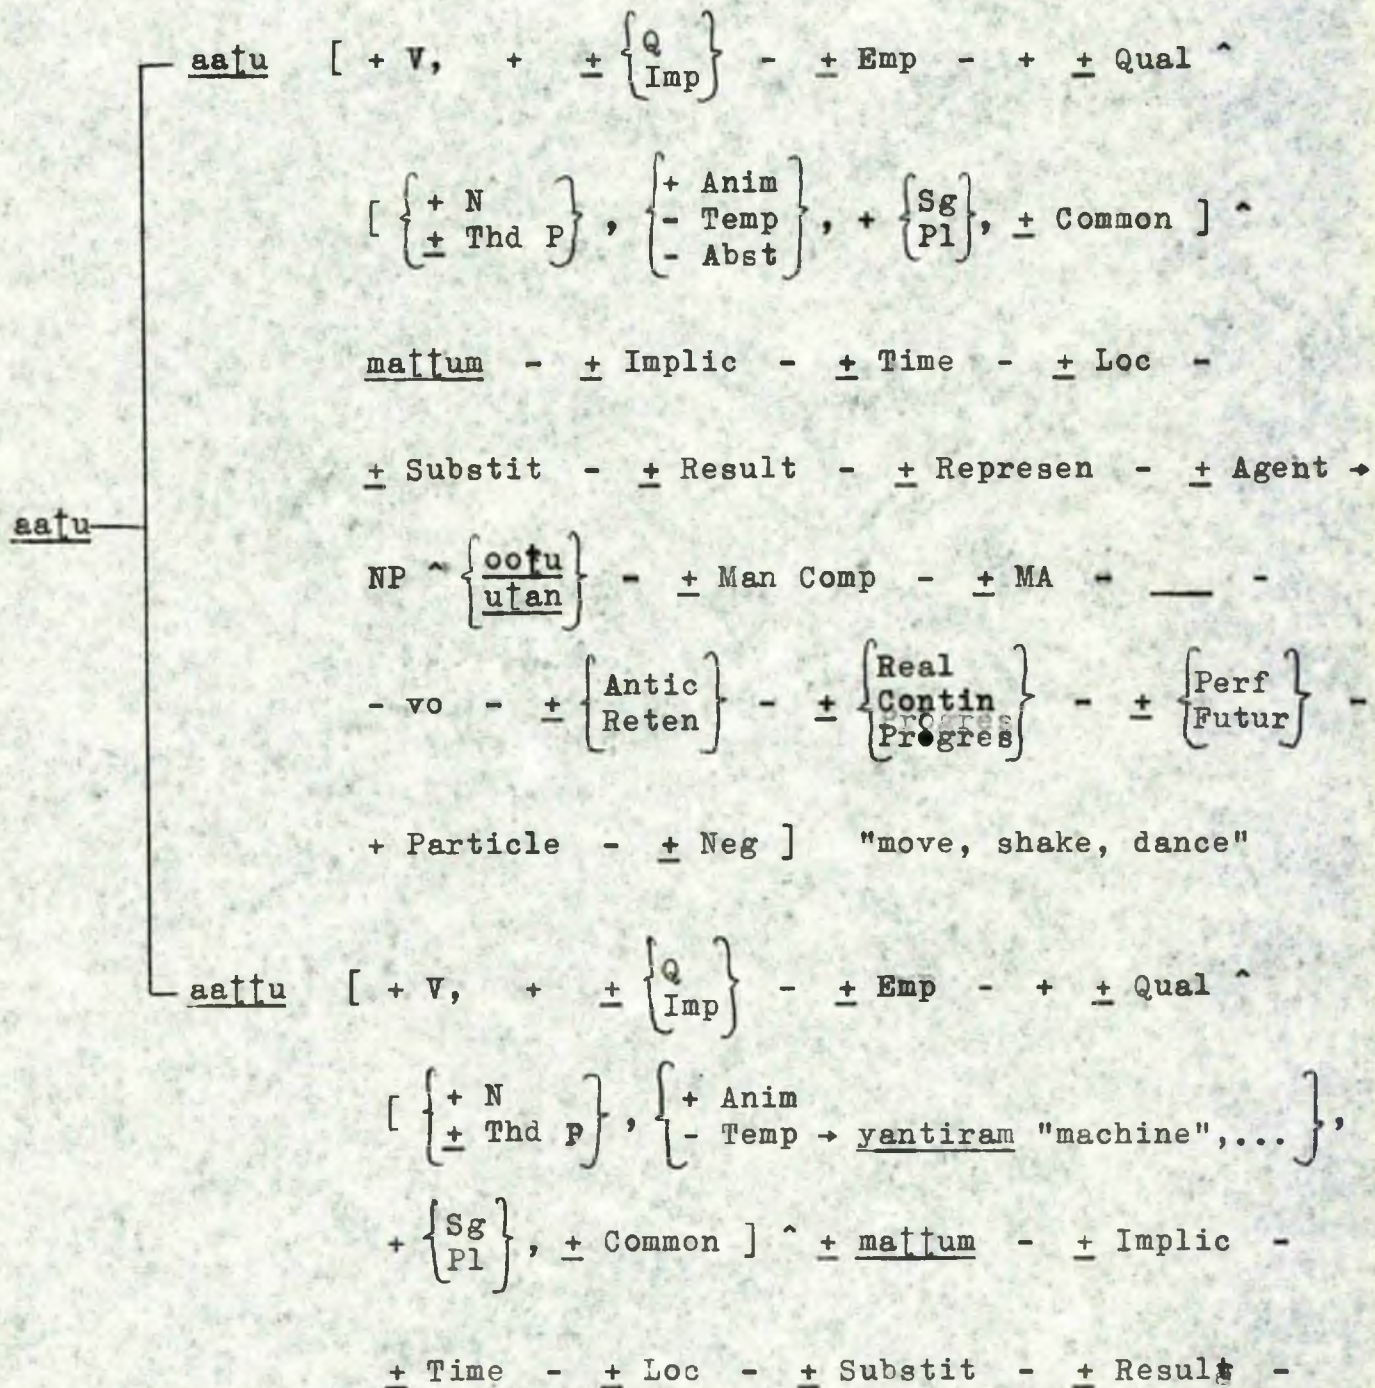 aaṭu [ + V, + ± {Q Imp} - ± Emp - + ± Qual ^
[ {+ N ± Thd P} , {+ Anim - Temp - Abst} , + {Sg Pl} , ± Common ] ^
maṭṭum - ± Implic - ± Time - ± Loc -
± Substit - ± Result - ± Represen - ± Agent →
aaṭu
NP ^ {ooṭu uṭan} - ± Man Comp - ± MA - ___ -
- vo - ± {Antic Reten} - ± {Real Contin Progres} - ± {Perf Futur} -
+ Particle - ± Neg ] "move, shake, dance"
aaṭṭu [ + V, + ± {Q Imp} - ± Emp - + ± Qual ^
[ {+ N ± Thd P} , {+ Anim - Temp → yantiram "machine",... } ,
+ {Sg Pl} , ± Common ] ^ ± maṭṭum - ± Implic -
± Time - ± Loc - ± Substit - ± Result -